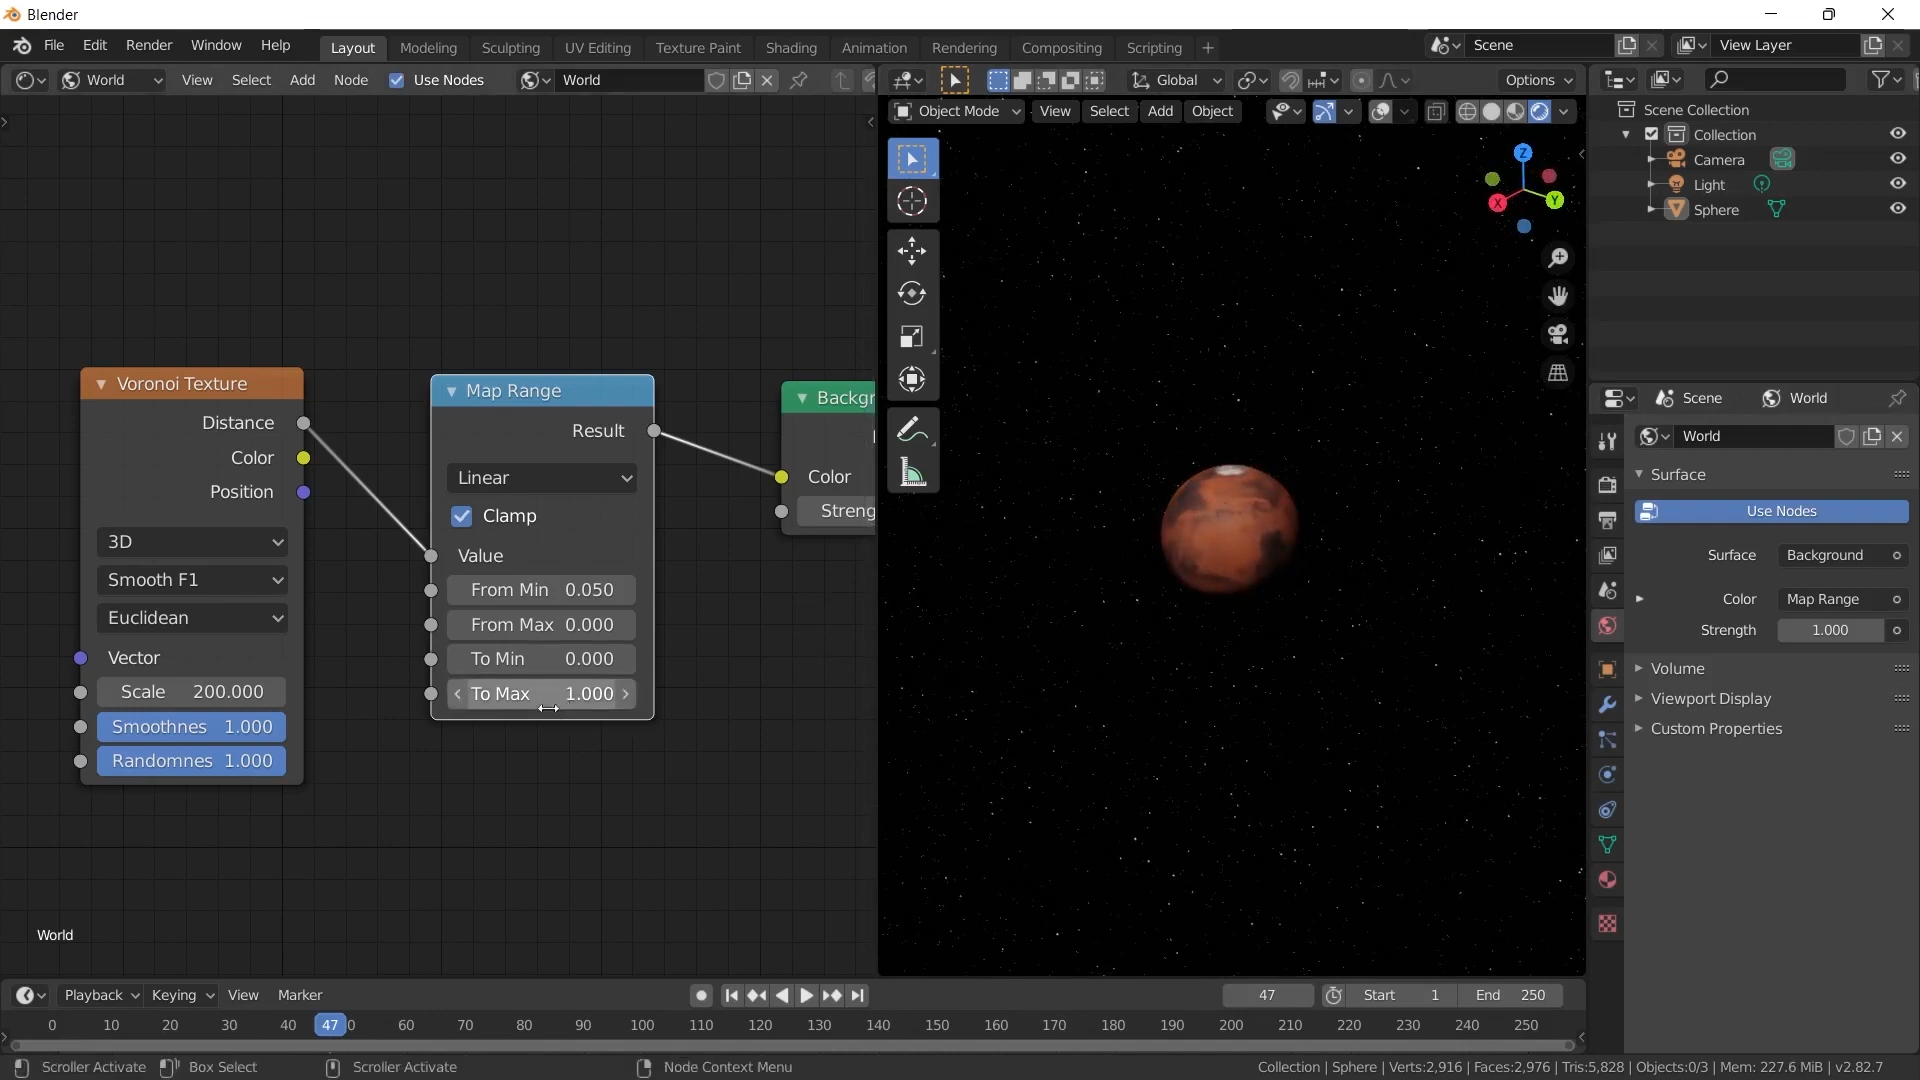 Blender
File Edit Render Window Help Layout Modeling Sculpting UV Editing Texture Paint Shading Animation Rendering Compositing Scripting + Scene View Layer
World View Select Add Node Use Nodes World Global Options
Object Mode View Select Add Object
Scene Collection
Collection
Camera
Light
Sphere
Z
X
Y
Voronoi Texture
Distance
Color
Position
3D
Smooth F1
Euclidean
Vector
Scale 200.000
Smoothnes 1.000
Randomnes 1.000
Map Range
Result
Linear
Clamp
Value
From Min 0.050
From Max 0.000
To Min 0.000
To Max 1.000
Backgr
Color
Streng
Scene World
World
Surface
Use Nodes
Surface Background
Color Map Range
Strength 1.000
Volume
Viewport Display
Custom Properties
World
Playback Keying View Marker 47 Start 1 End 250
0 10 20 30 40 47 0 60 70 80 90 100 110 120 130 140 150 160 170 180 190 200 210 220 230 240 250
Scroller Activate Box Select Scroller Activate Node Context Menu Collection | Sphere | Verts:2,916 | Faces:2,976 | Tris:5,828 | Objects:0/3 | Mem: 227.6 MiB | v2.82.7